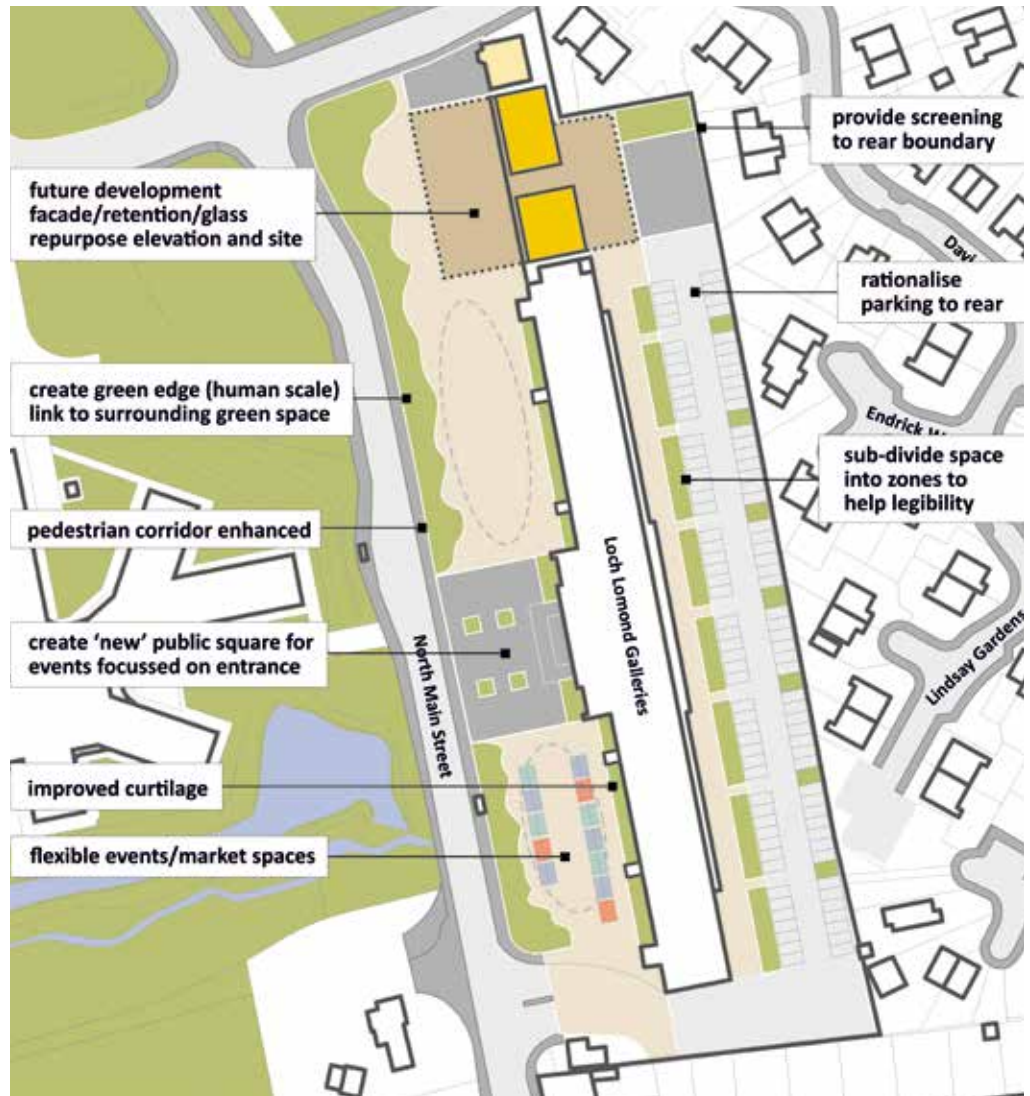 provide screening
to rear boundary
future development
facade/retention/glass
repurpose elevation and site
rationalise
parking to rear
create green edge (human scale)
link to surrounding green space
Endrick
sub-divide space
into zones to
help legibility
pedestrian corridor enhanced
Loch Lomond Galleries
create ‘new’ public square for
events focussed on entrance
North Main Street
Lindsay Gardens
improved curtilage
flexible events/market spaces